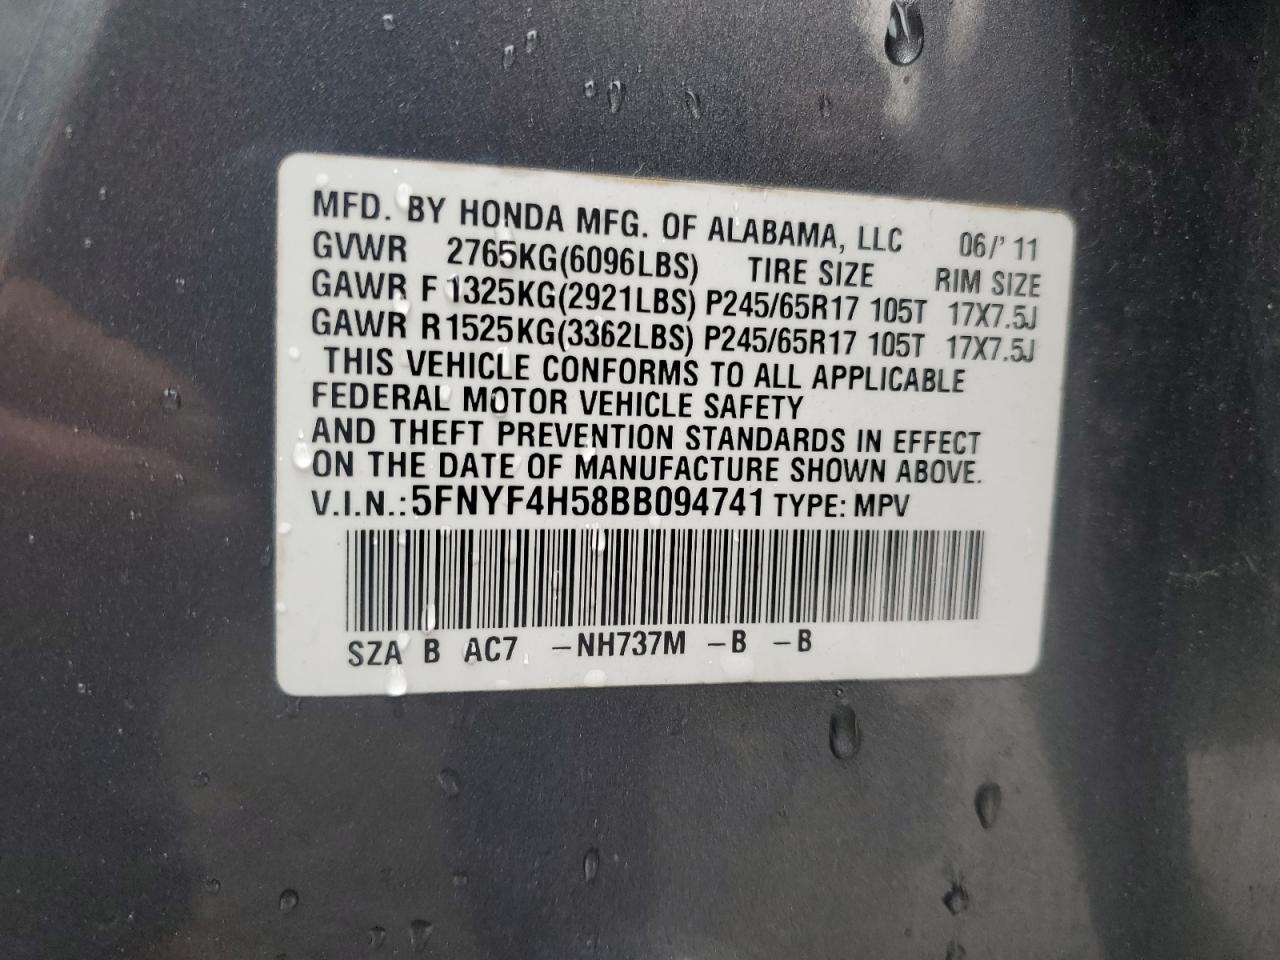 MFD. BY HONDA MFG. OF ALABAMA, LLC 06/'11
GVWR 2765KG(6096LBS) TIRE SIZE RIM SIZE
GAWR F 1325KG(2921LBS) P245/65R17 105T 17X7.5J
GAWR R 1525KG(3362LBS) P245/65R17 105T 17X7.5J
THIS VEHICLE CONFORMS TO ALL APPLICABLE
FEDERAL MOTOR VEHICLE SAFETY
AND THEFT PREVENTION STANDARDS IN EFFECT
ON THE DATE OF MANUFACTURE SHOWN ABOVE.
V.I.N.: 5FNYF4H58BB094741 TYPE: MPV
SZA B AC7 -NH737M -B -B